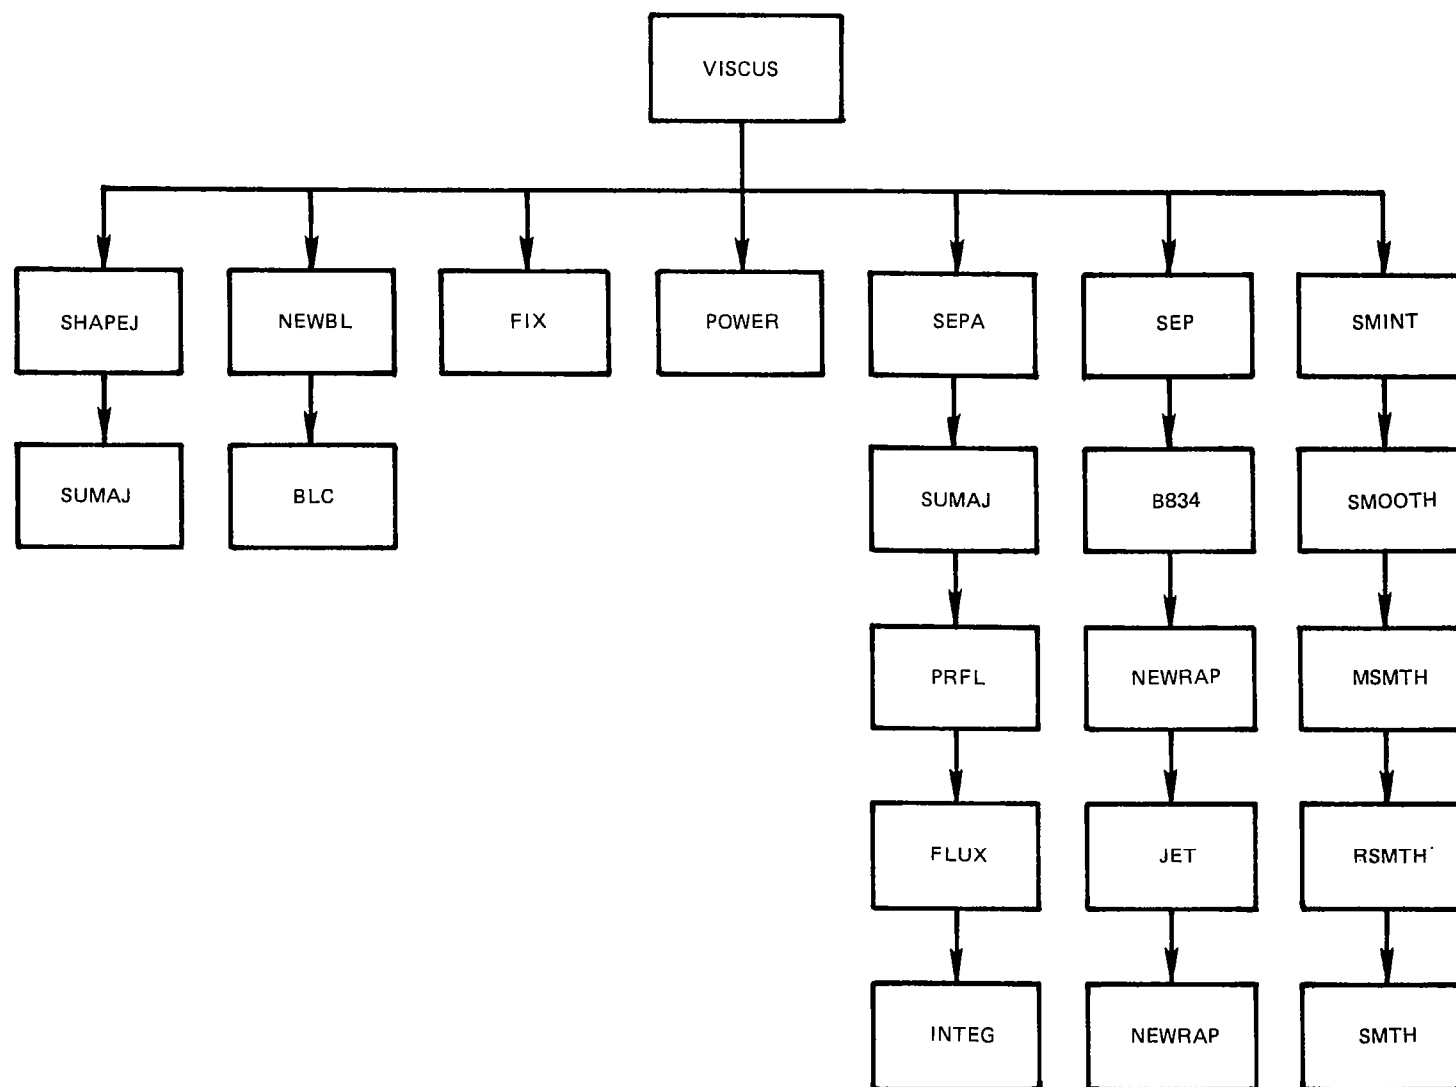 VISCUS
SHAPEJ
NEWBL
FIX
POWER
SEPA
SEP
SMINT
SUMAJ
BLC
SUMAJ
B834
SMOOTH
PRFL
NEWRAP
MSMTH
FLUX
JET
RSMTH
INTEG
NEWRAP
SMTH